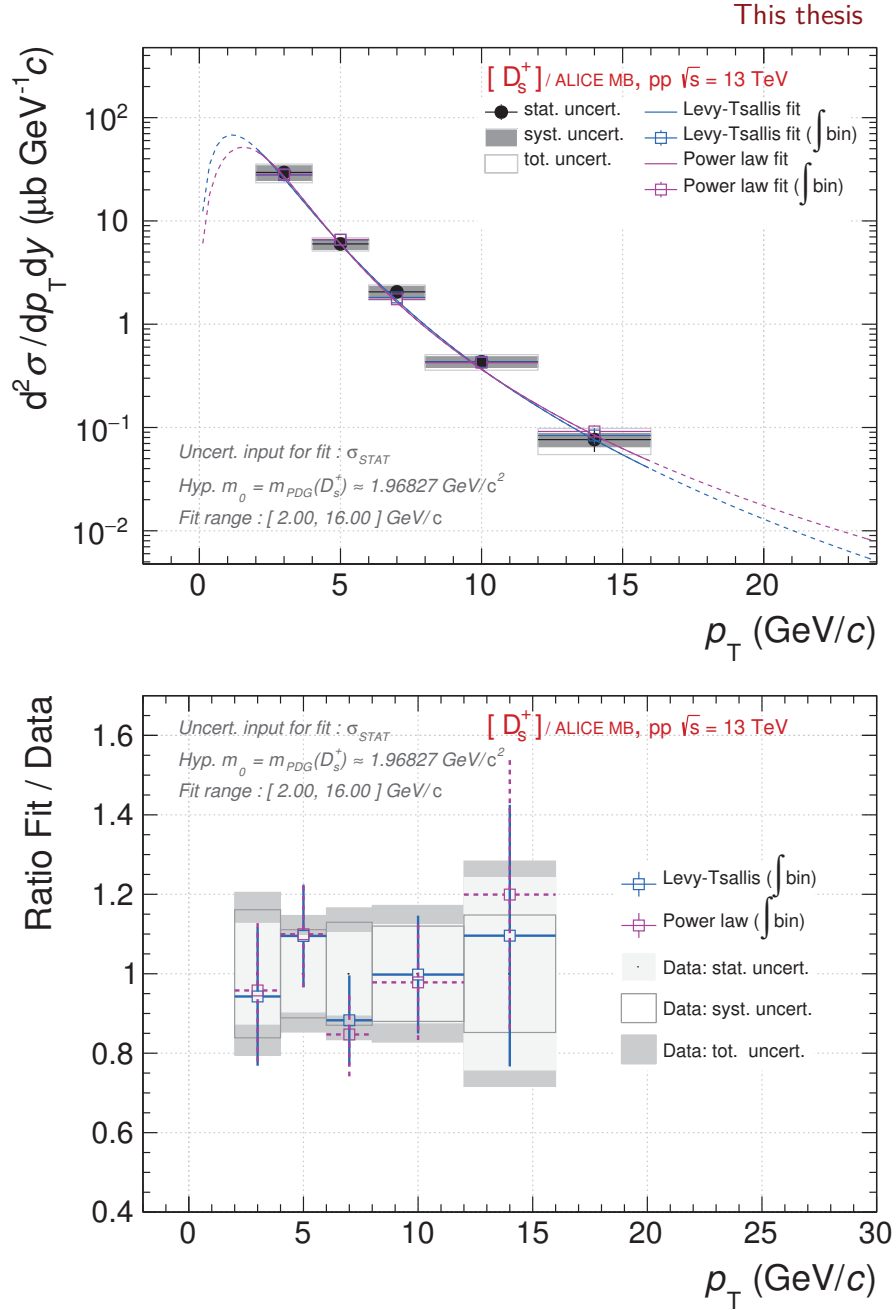 This thesis
[ D_s^+ ] / ALICE MB, pp √s = 13 TeV
stat. uncert.
syst. uncert.
tot. uncert.
Levy-Tsallis fit
Levy-Tsallis fit (∫bin)
Power law fit
Power law fit (∫bin)
d²σ/dp_T dy (μb GeV⁻¹c)
10²
10
1
10⁻¹
10⁻²
Uncert. input for fit : σ_STAT
Hyp. m_0 = m_PDG(D_s^+) ≈ 1.96827 GeV/c²
Fit range : [ 2.00, 16.00 ] GeV/c
0 5 10 15 20
p_T (GeV/c)
Uncert. input for fit : σ_STAT
Hyp. m_0 = m_PDG(D_s^+) ≈ 1.96827 GeV/c²
Fit range : [ 2.00, 16.00 ] GeV/c
[ D_s^+ ] / ALICE MB, pp √s = 13 TeV
Ratio Fit / Data
1.6
1.4
1.2
1
0.8
0.6
0.4
Levy-Tsallis (∫bin)
Power law (∫bin)
Data: stat. uncert.
Data: syst. uncert.
Data: tot. uncert.
0 5 10 15 20 25 30
p_T (GeV/c)